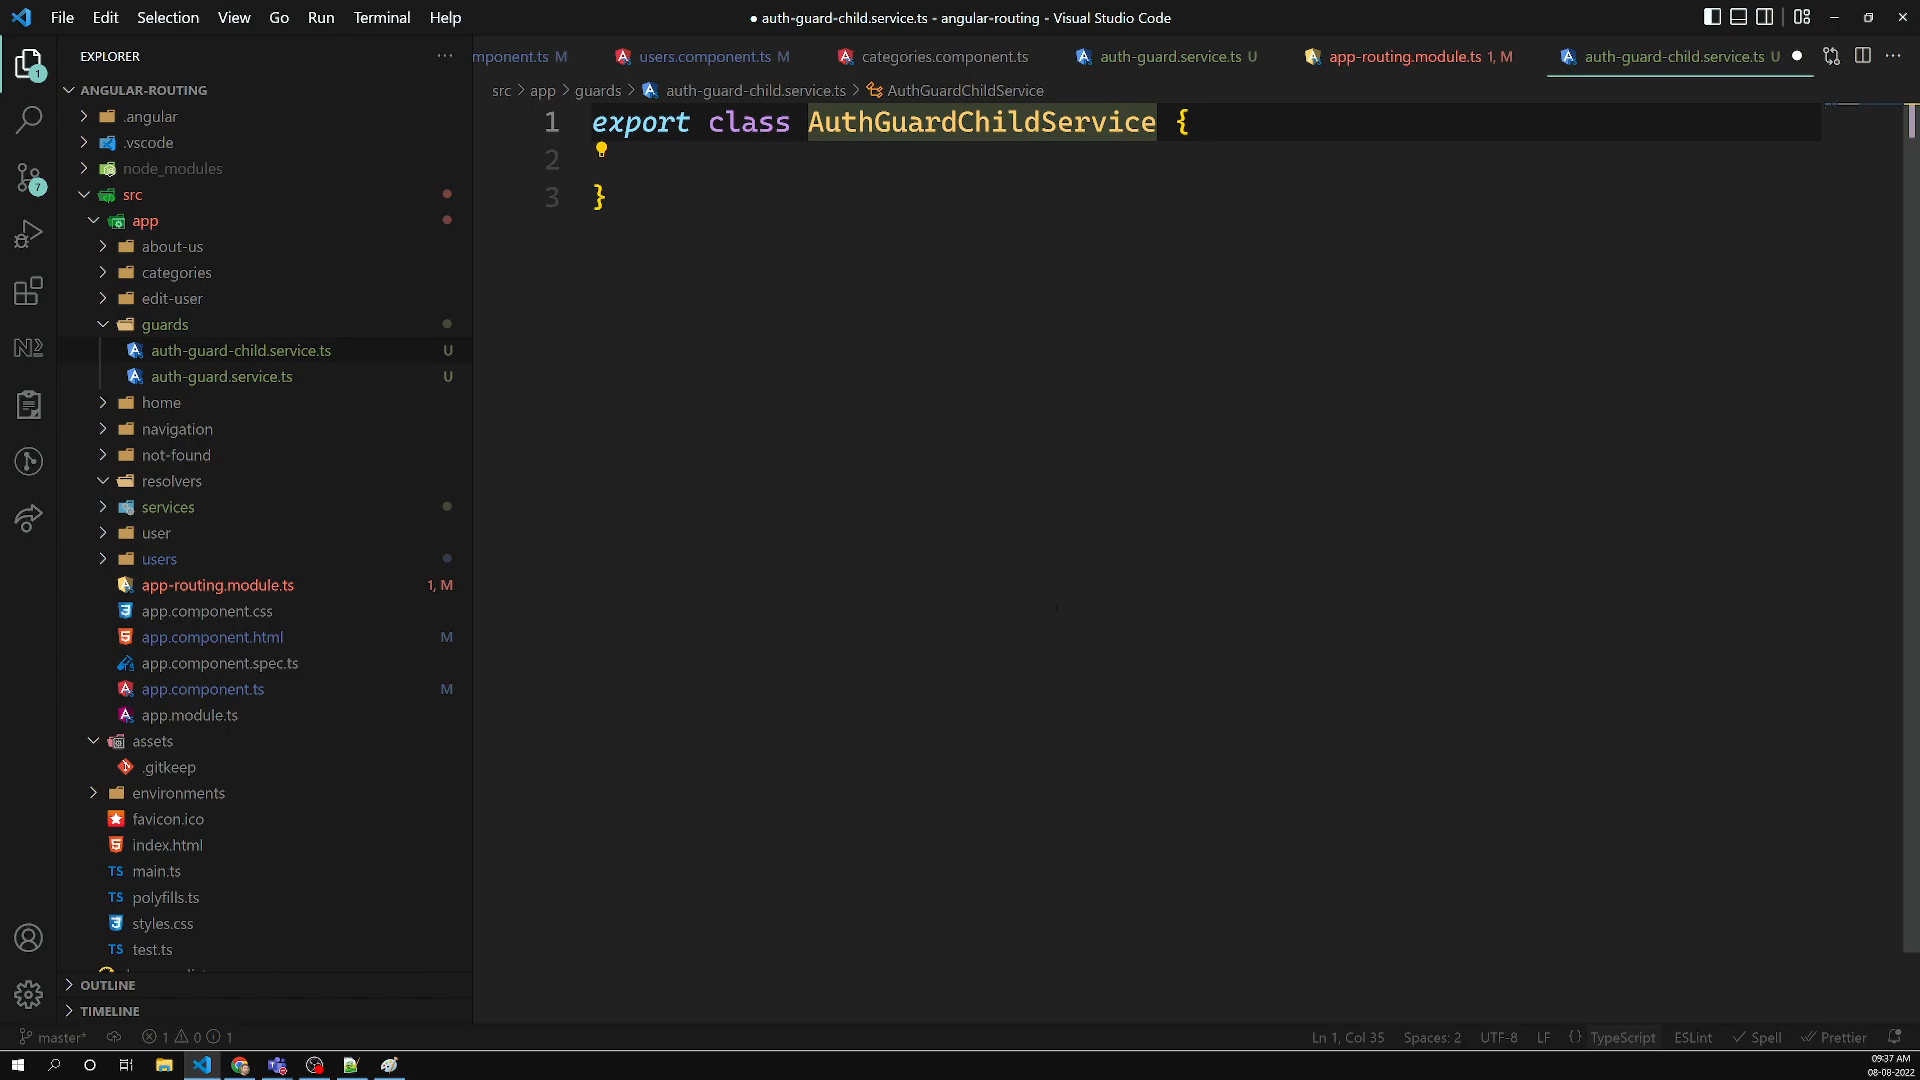 File Edit Selection View Go Run Terminal Help
● auth-guard-child.service.ts - angular-routing - Visual Studio Code
EXPLORER
mponent.ts M
users.component.ts M
categories.component.ts
auth-guard.service.ts U
app-routing.module.ts 1, M
auth-guard-child.service.ts U
src > app > guards > auth-guard-child.service.ts > AuthGuardChildService
1 export class AuthGuardChildService {
2
3 }
1
7
ANGULAR-ROUTING
.angular
.vscode
node_modules
src
app
about-us
categories
edit-user
guards
auth-guard-child.service.ts U
auth-guard.service.ts U
home
navigation
not-found
resolvers
services
user
users
app-routing.module.ts 1, M
app.component.css
app.component.html M
app.component.spec.ts
app.component.ts M
app.module.ts
assets
.gitkeep
environments
favicon.ico
index.html
TS main.ts
TS polyfills.ts
styles.css
TS test.ts
OUTLINE
TIMELINE
master* 1 0 1
Ln 1, Col 35 Spaces: 2 UTF-8 LF {} TypeScript ESLint Spell Prettier
09:37 AM
08-08-2022